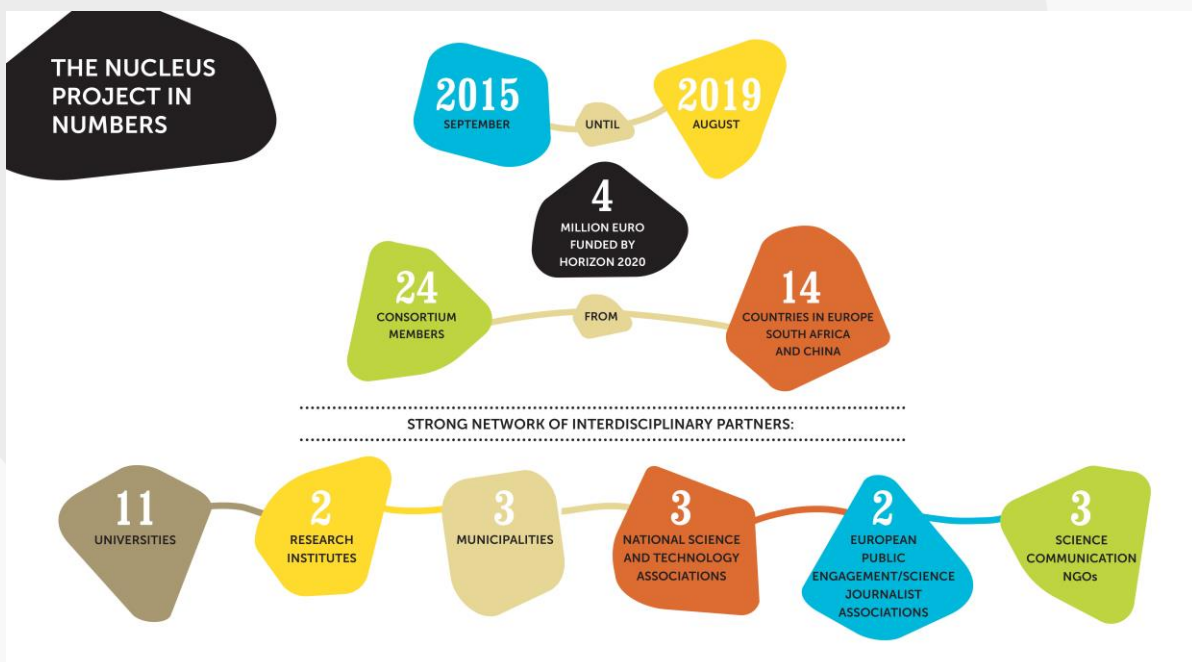 THE NUCLEUS
PROJECT IN
NUMBERS
2015
SEPTEMBER
UNTIL
2019
AUGUST
4
MILLION EURO
FUNDED BY
HORIZON 2020
24
CONSORTIUM
MEMBERS
FROM
14
COUNTRIES IN EUROPE
SOUTH AFRICA
AND CHINA
STRONG NETWORK OF INTERDISCIPLINARY PARTNERS:
11
UNIVERSITIES
2
RESEARCH
INSTITUTES
3
MUNICIPALITIES
3
NATIONAL SCIENCE
AND TECHNOLOGY
ASSOCIATIONS
2
EUROPEAN
PUBLIC
ENGAGEMENT/SCIENCE
JOURNALIST
ASSOCIATIONS
3
SCIENCE
COMMUNICATION
NGOs